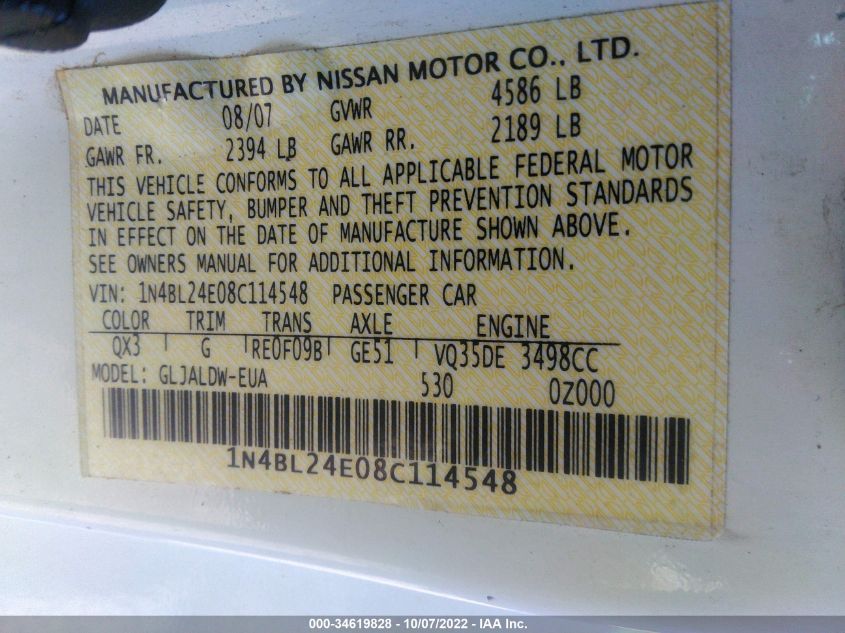 MANUFACTURED BY NISSAN MOTOR CO., LTD.
DATE 08/07 GVWR 4586 LB
GAWR FR. 2394 LB GAWR RR. 2189 LB
THIS VEHICLE CONFORMS TO ALL APPLICABLE FEDERAL MOTOR
VEHICLE SAFETY, BUMPER AND THEFT PREVENTION STANDARDS
IN EFFECT ON THE DATE OF MANUFACTURE SHOWN ABOVE.
SEE OWNERS MANUAL FOR ADDITIONAL INFORMATION.
VIN: 1N4BL24E08C114548 PASSENGER CAR
COLOR TRIM TRANS AXLE ENGINE
QX3 G RE0F09B GE51 VQ35DE 3498CC
MODEL: GLJALDW-EUA 530 0Z000
1N4BL24E08C114548
000-34619828 - 10/07/2022 - IAA Inc.